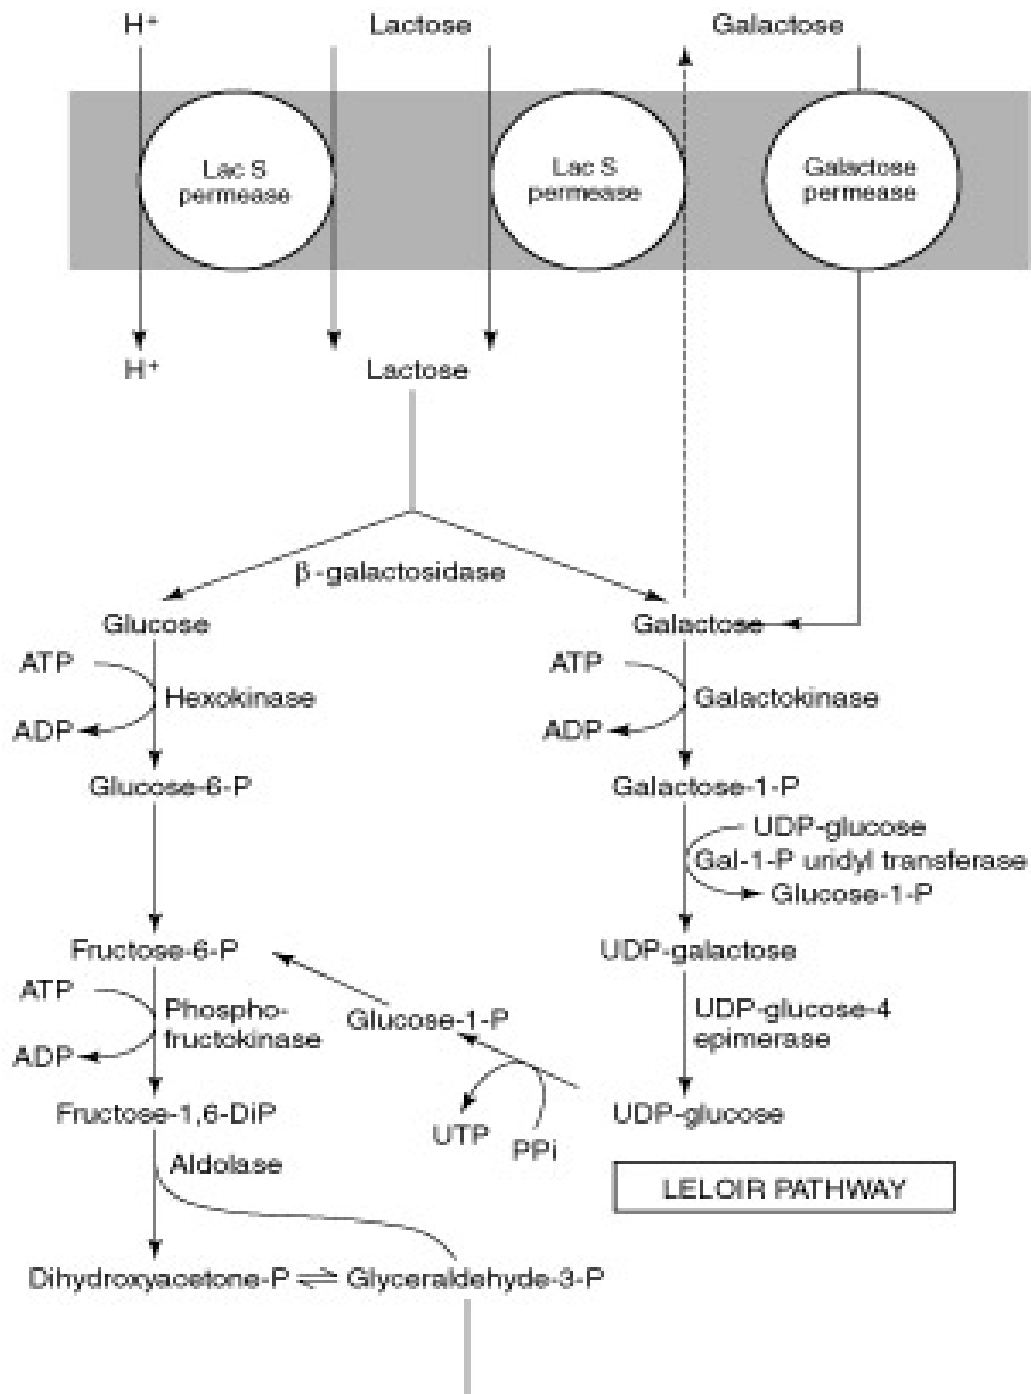 H+ Lactose Galactose
Lac S
permease
Lac S
permease
Galactose
permease
H+ Lactose
β-galactosidase
Glucose Galactose
ATP ATP
Hexokinase Galactokinase
ADP ADP
Glucose-6-P Galactose-1-P
UDP-glucose
Gal-1-P uridyl transferase
Glucose-1-P
Fructose-6-P UDP-galactose
ATP
Phospho-
fructokinase
Glucose-1-P
UDP-glucose-4
epimerase
ADP
Fructose-1,6-DiP UDP-glucose
UTP PPi
Aldolase
LELOIR PATHWAY
Dihydroxyacetone-P ⇌ Glyceraldehyde-3-P